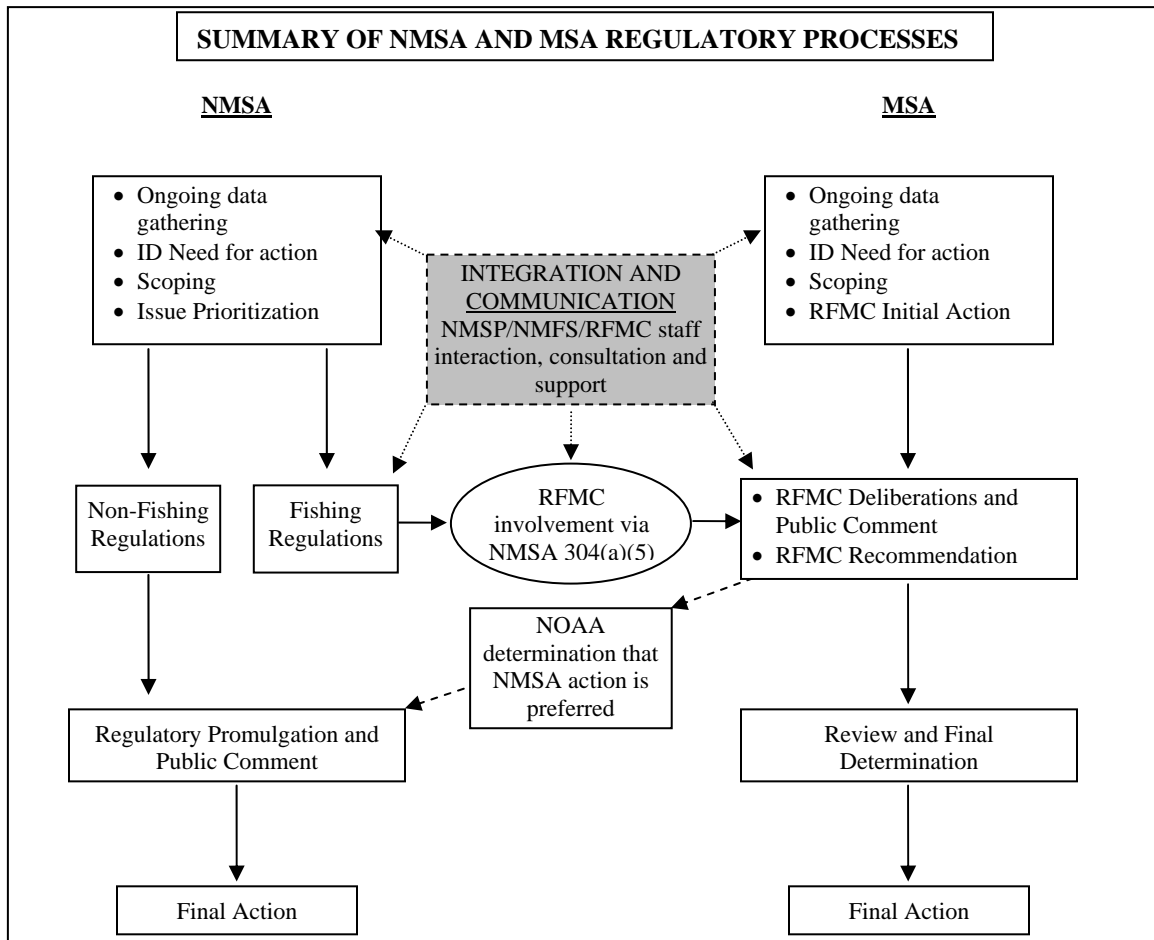 SUMMARY OF NMSA AND MSA REGULATORY PROCESSES
NMSA
MSA
• Ongoing data
gathering
• ID Need for action
• Scoping
• Issue Prioritization
• Ongoing data
gathering
• ID Need for action
• Scoping
• RFMC Initial Action
INTEGRATION AND
COMMUNICATION
NMSP/NMFS/RFMC staff
interaction, consultation and
support
Non-Fishing
Regulations
Fishing
Regulations
RFMC
involvement via
NMSA 304(a)(5)
• RFMC Deliberations and
Public Comment
• RFMC Recommendation
NOAA
determination that
NMSA action is
preferred
Regulatory Promulgation and
Public Comment
Review and Final
Determination
Final Action
Final Action